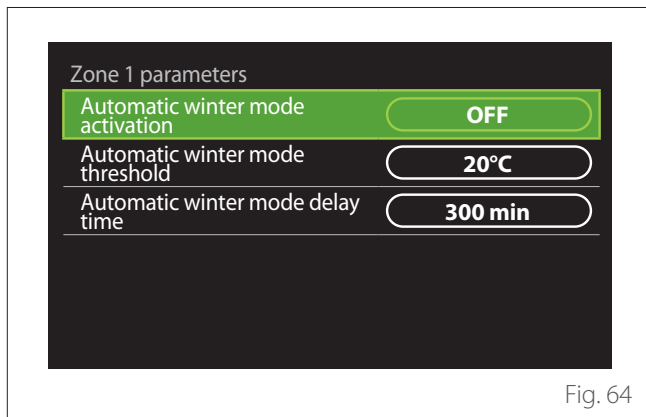 Zone 1 parameters
Automatic winter mode
activation
OFF
Automatic winter mode
threshold
20°C
Automatic winter mode delay
time
300 min
Fig. 64